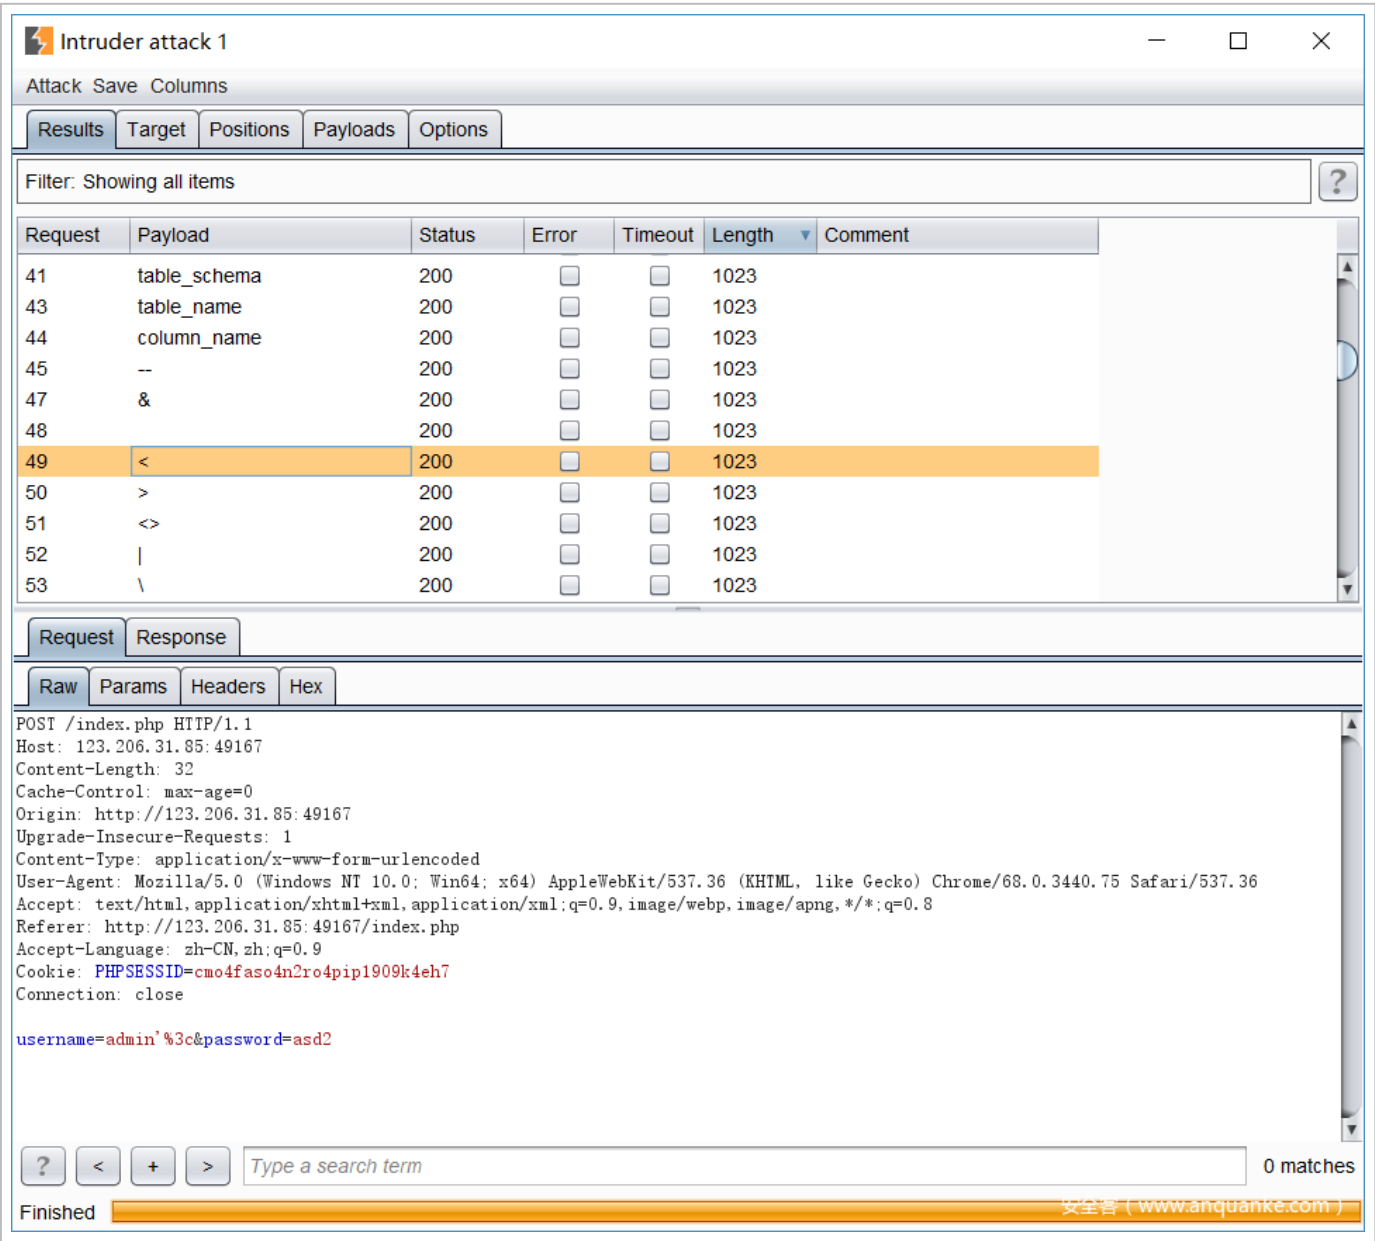 Intruder attack 1
Attack Save Columns
Results Target Positions Payloads Options
Filter: Showing all items ?
Request Payload Status Error Timeout Length Comment
41 table_schema 200 1023
43 table_name 200 1023
44 column_name 200 1023
45 -- 200 1023
47 & 200 1023
48 200 1023
49 < 200 1023
50 > 200 1023
51 <> 200 1023
52 | 200 1023
53 \ 200 1023
Request Response
Raw Params Headers Hex
POST /index.php HTTP/1.1
Host: 123.206.31.85:49167
Content-Length: 32
Cache-Control: max-age=0
Origin: http://123.206.31.85:49167
Upgrade-Insecure-Requests: 1
Content-Type: application/x-www-form-urlencoded
User-Agent: Mozilla/5.0 (Windows NT 10.0; Win64; x64) AppleWebKit/537.36 (KHTML, like Gecko) Chrome/68.0.3440.75 Safari/537.36
Accept: text/html,application/xhtml+xml,application/xml;q=0.9,image/webp,image/apng,*/*;q=0.8
Referer: http://123.206.31.85:49167/index.php
Accept-Language: zh-CN,zh;q=0.9
Cookie: PHPSESSID=cmo4faso4n2ro4pip1909k4eh7
Connection: close
username=admin'%3c&password=asd2
? < + > Type a search term 0 matches
Finished
安全客（www.anquanke.com）